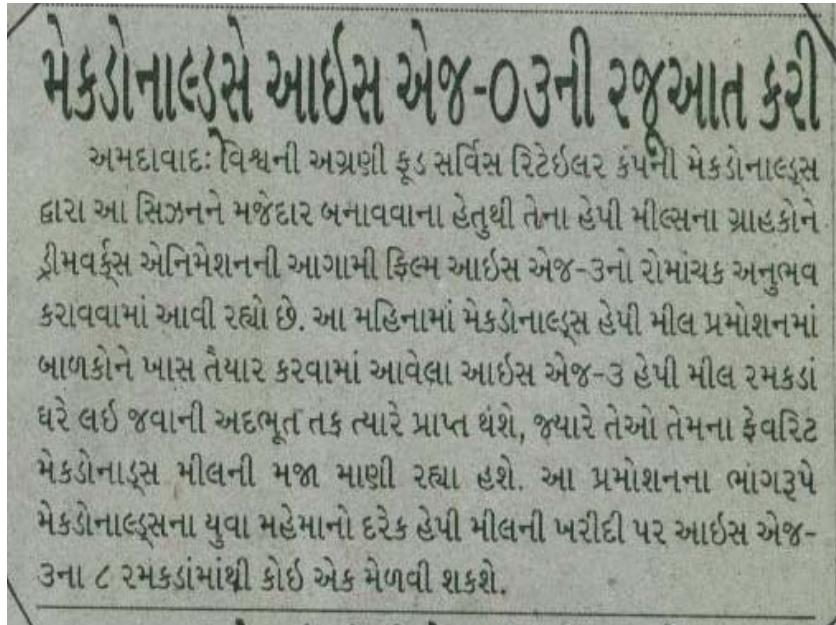 મેકડોનાલ્ડસે આઇસ એજ-૦૩ની રજૂઆત કરી
અમદાવાદઃ વિશ્વની અગ્રણી ફૂડ સર્વિસ રિટેઇલર કંપની મેકડોનાલ્ડ્સ
દ્વારા આ સિઝનને મજેદાર બનાવવાના હેતુથી તેના હેપી મીલ્સના ગ્રાહકોને
ડ્રીમવર્ક્સ એનિમેશનની આગામી ફિલ્મ આઇસ એજ-૩નો રોમાંચક અનુભવ
કરાવવામાં આવી રહ્યો છે. આ મહિનામાં મેકડોનાલ્ડ્સ હેપી મીલ પ્રમોશનમાં
બાળકોને ખાસ તૈયાર કરવામાં આવેલા આઇસ એજ-૩ હેપી મીલ રમકડાં
ઘરે લઇ જવાની અદભૂત તક ત્યારે પ્રાપ્ત થશે, જ્યારે તેઓ તેમના ફેવરિટ
મેકડોનાડ્સ મીલની મજા માણી રહ્યા હશે. આ પ્રમોશનના ભાગરૂપે
મેકડોનાલ્ડ્સના યુવા મહેમાનો દરેક હેપી મીલની ખરીદી પર આઇસ એજ-
૩ના ૮ રમકડાંમાંથી કોઇ એક મેળવી શકશે.